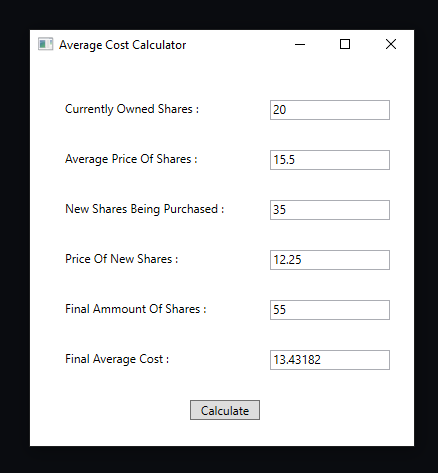 Average Cost Calculator
Currently Owned Shares : 20
Average Price Of Shares : 15.5
New Shares Being Purchased : 35
Price Of New Shares : 12.25
Final Ammount Of Shares : 55
Final Average Cost : 13.43182
Calculate